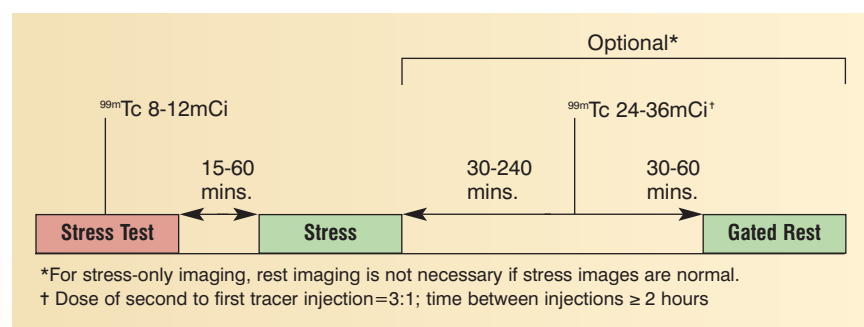 Optional*
⁹⁹ᵐTc 8-12mCi
⁹⁹ᵐTc 24-36mCi†
15-60
mins.
30-240
mins.
30-60
mins.
Stress Test
Stress
Gated Rest
*For stress-only imaging, rest imaging is not necessary if stress images are normal.
† Dose of second to first tracer injection=3:1; time between injections ≥ 2 hours